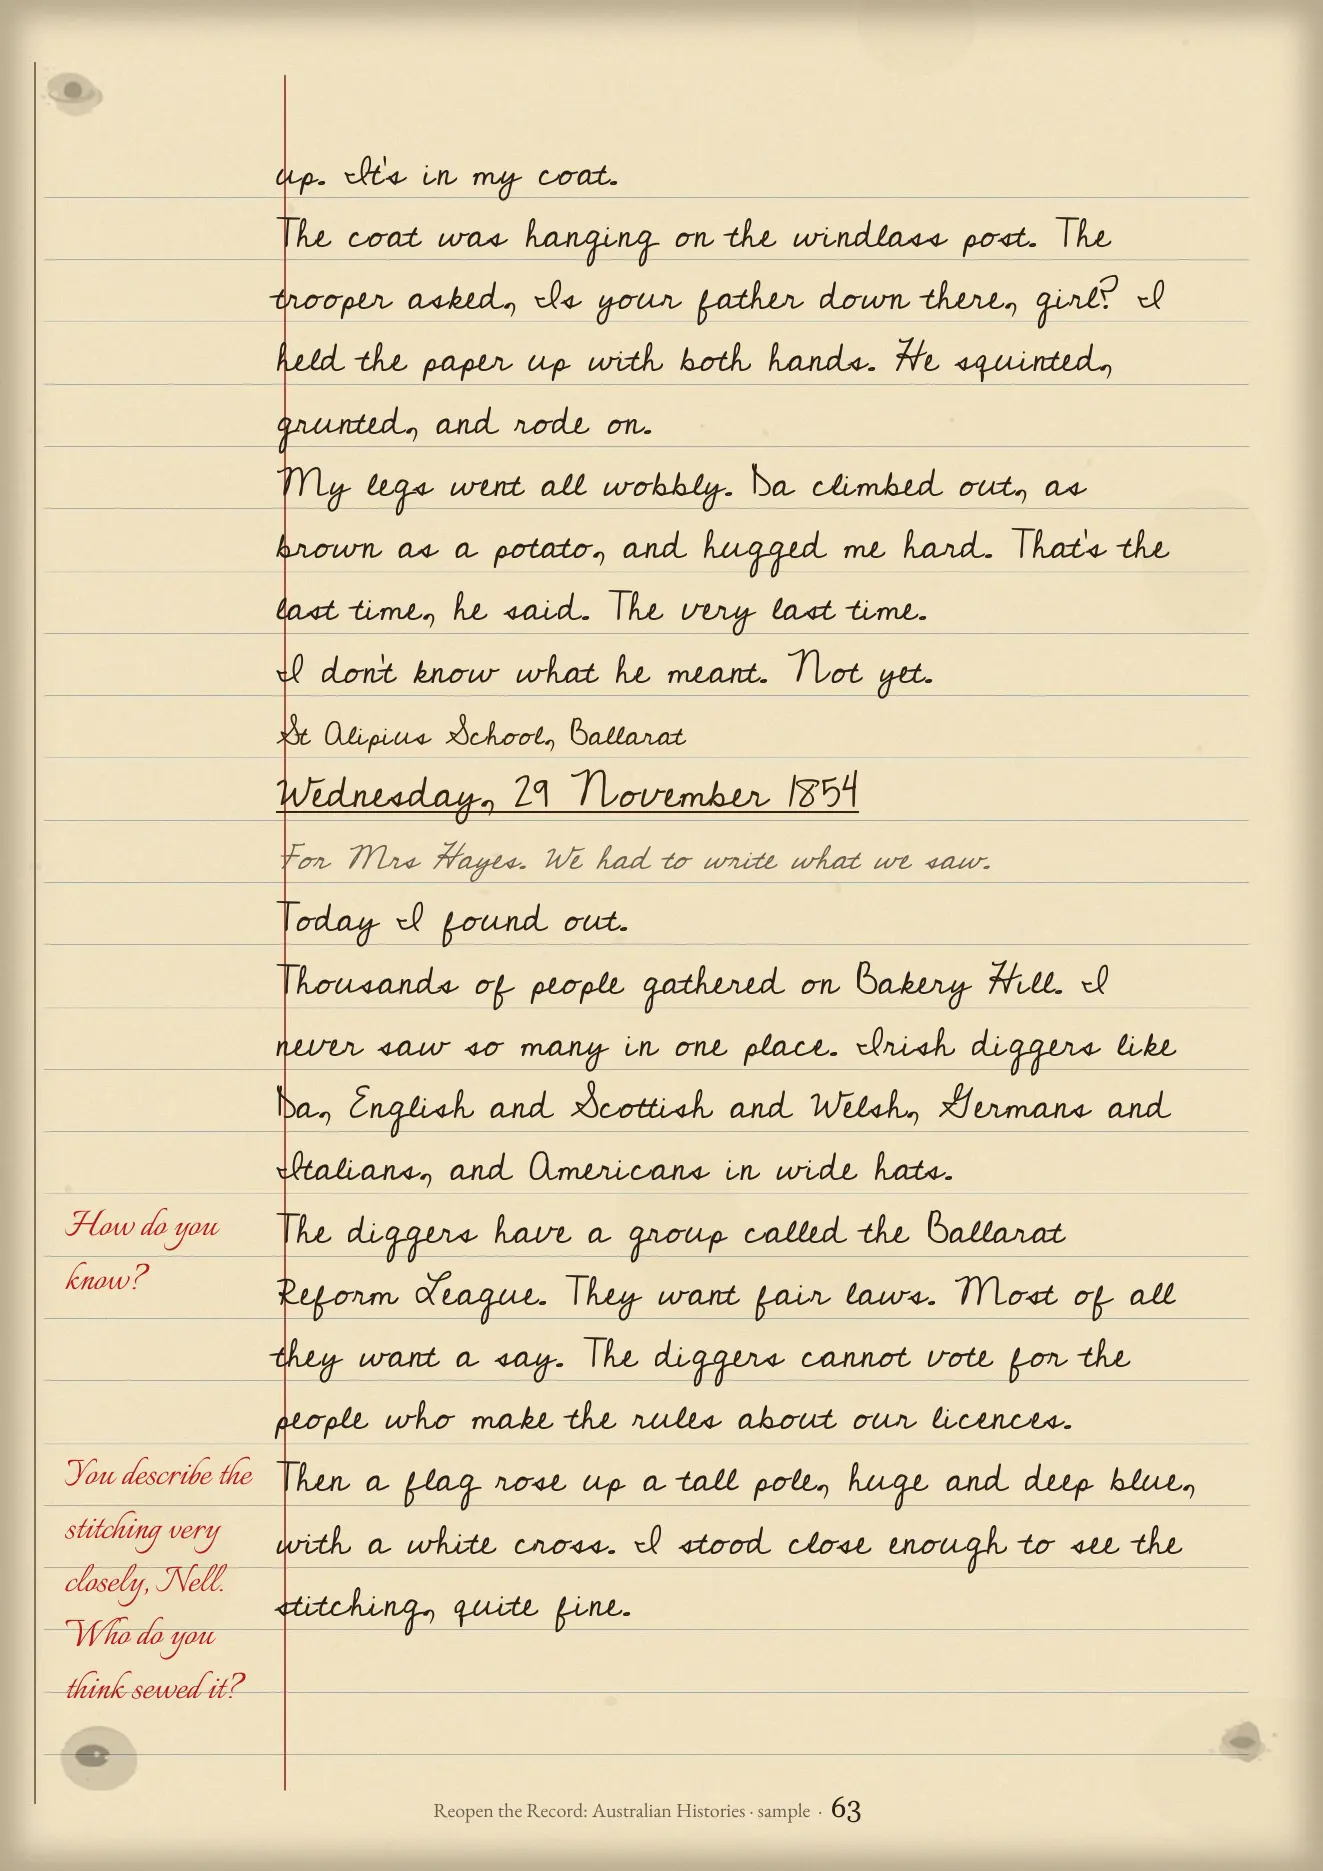 up. It's in my coat.
The coat was hanging on the windlass post. The
trooper asked, Is your father down there, girl? I
held the paper up with both hands. He squinted,
grunted, and rode on.
My legs went all wobbly. Da climbed out, as
brown as a potato, and hugged me hard. That's the
last time, he said. The very last time.
I don't know what he meant. Not yet.
St Alipius School, Ballarat
Wednesday, 29 November 1854
For Mrs Hayes. We had to write what we saw.
Today I found out.
Thousands of people gathered on Bakery Hill. I
never saw so many in one place. Irish diggers like
Da, English and Scottish and Welsh, Germans and
Italians, and Americans in wide hats.
How do you
know?
The diggers have a group called the Ballarat
Reform League. They want fair laws. Most of all
they want a say. The diggers cannot vote for the
people who make the rules about our licences.
You describe the
stitching very
closely, Nell.
Who do you
think sewed it?
Then a flag rose up a tall pole, huge and deep blue,
with a white cross. I stood close enough to see the
stitching, quite fine.
Reopen the Record: Australian Histories · sample · 63